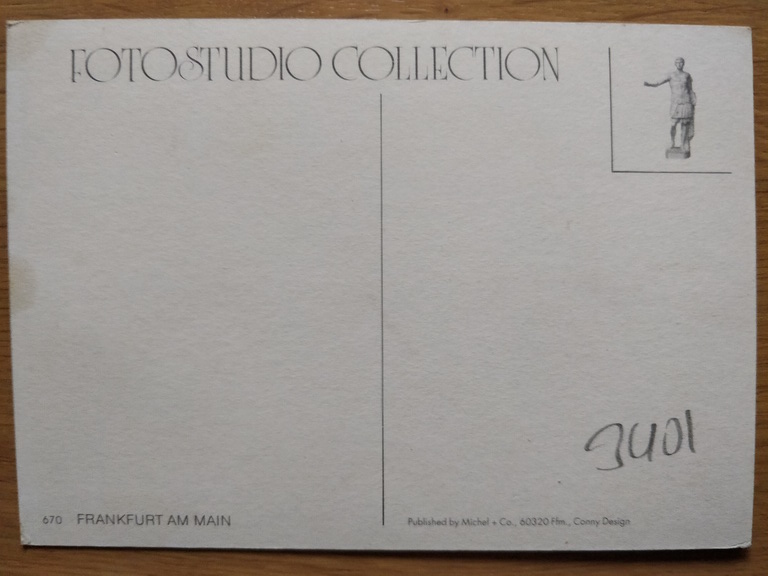 FOTOSTUDIO COLLECTION
3401
670 FRANKFURT AM MAIN
Published by Michel + Co., 60320 Ffm., Conny Design